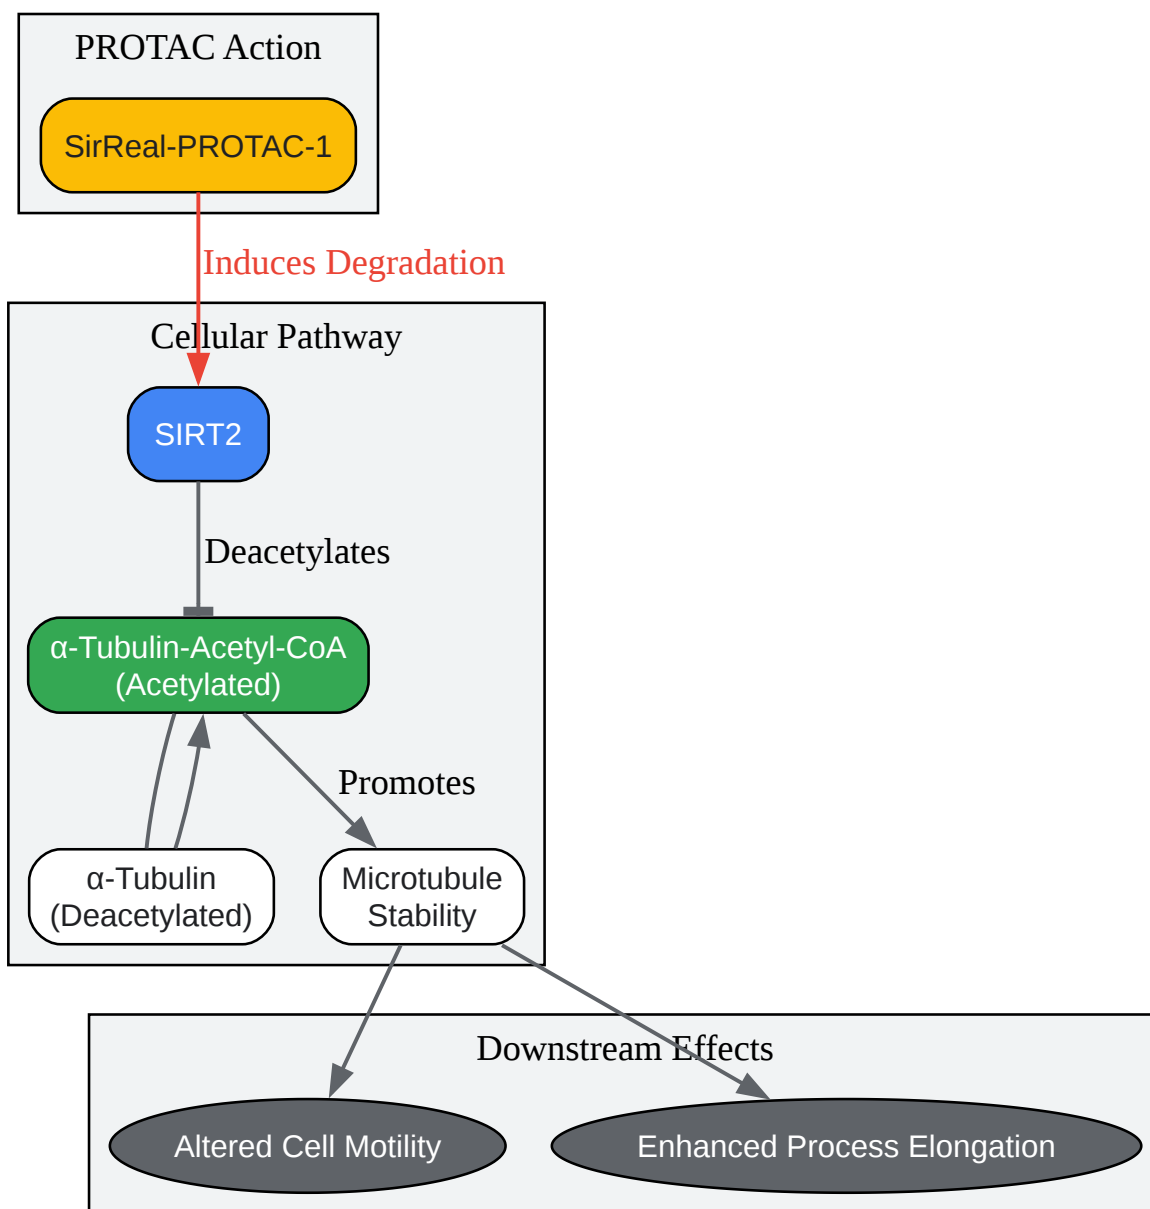 PROTAC Action
SirReal-PROTAC-1
Induces Degradation
Cellular Pathway
SIRT2
Deacetylates
α-Tubulin-Acetyl-CoA
(Acetylated)
Promotes
α-Tubulin
(Deacetylated)
Microtubule
Stability
Downstream Effects
Altered Cell Motility
Enhanced Process Elongation